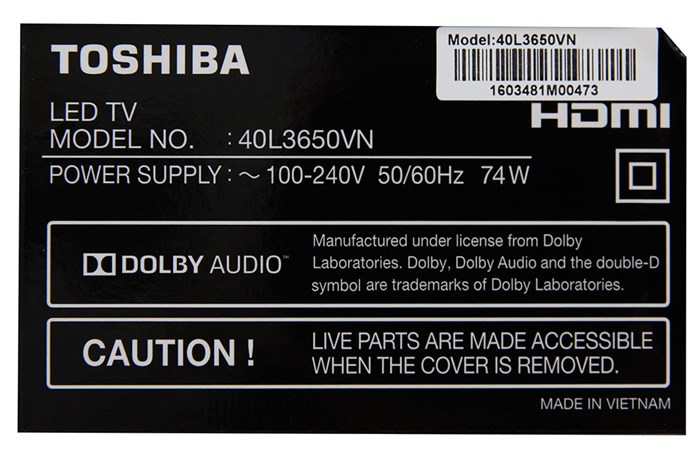 TOSHIBA
Model:40L3650VN
1603481M00473
HDMI
LED TV
MODEL NO. : 40L3650VN
POWER SUPPLY : ~ 100-240V 50/60Hz 74W
DOLBY AUDIO™
Manufactured under license from Dolby
Laboratories. Dolby, Dolby Audio and the double-D
symbol are trademarks of Dolby Laboratories.
CAUTION !
LIVE PARTS ARE MADE ACCESSIBLE
WHEN THE COVER IS REMOVED.
MADE IN VIETNAM